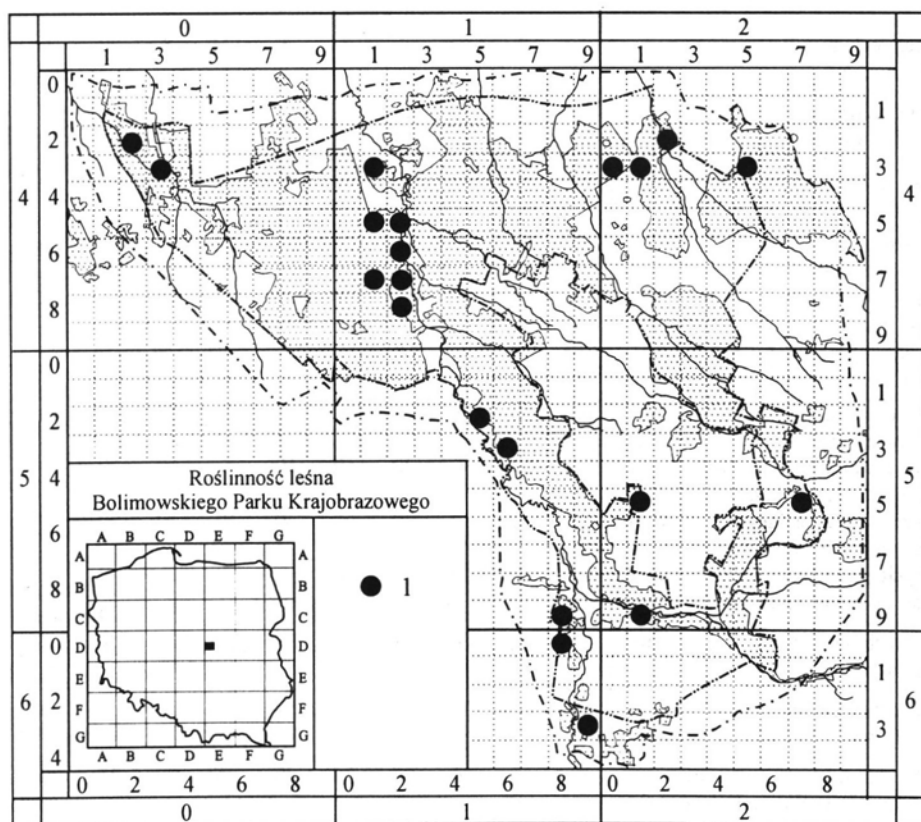 0 1 2
1 3 5 7 9 1 3 5 7 9 1 3 5 7 9
0
1
2
3
4
4
4
5
6
7
8
9
0
1
2
3
5
4
5
5
6
7
8
9
0
1
6
2
6
3
4
Roślinność leśna
Bolimowskiego Parku Krajobrazowego
A B C D E F G
A A
B B
C C
D D
E E
F F
G G
A B C D E F G
1
0 2 4 6 8 0 2 4 6 8 0 2 4 6 8
0 1 2